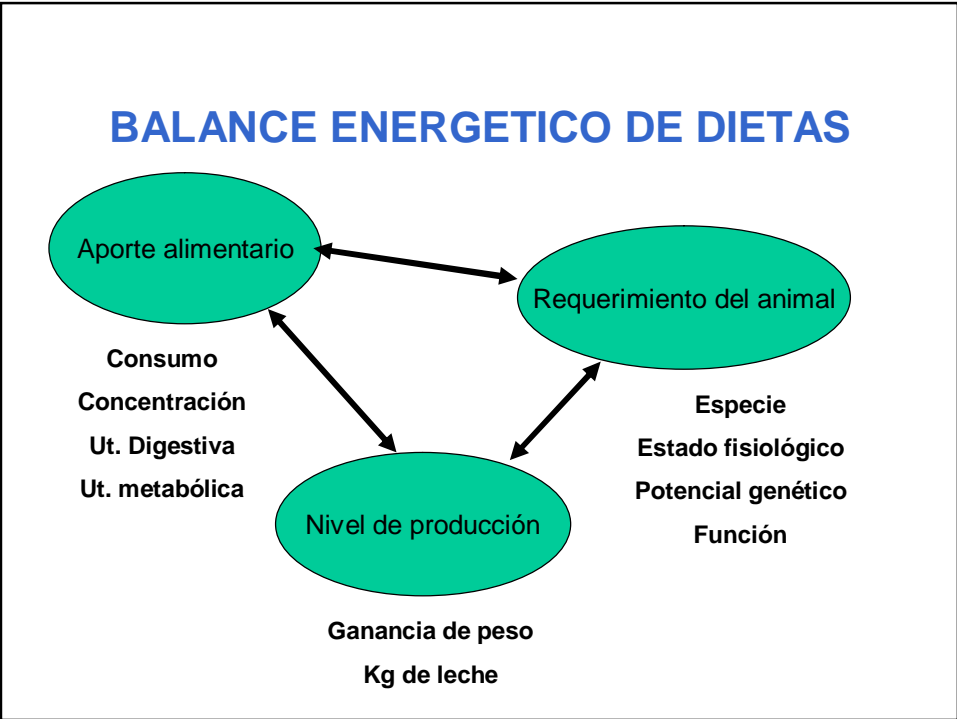 BALANCE ENERGETICO DE DIETAS
Aporte alimentario
Consumo
Concentración
Ut. Digestiva
Ut. metabólica
Requerimiento del animal
Especie
Estado fisiológico
Potencial genético
Función
Nivel de producción
Ganancia de peso
Kg de leche